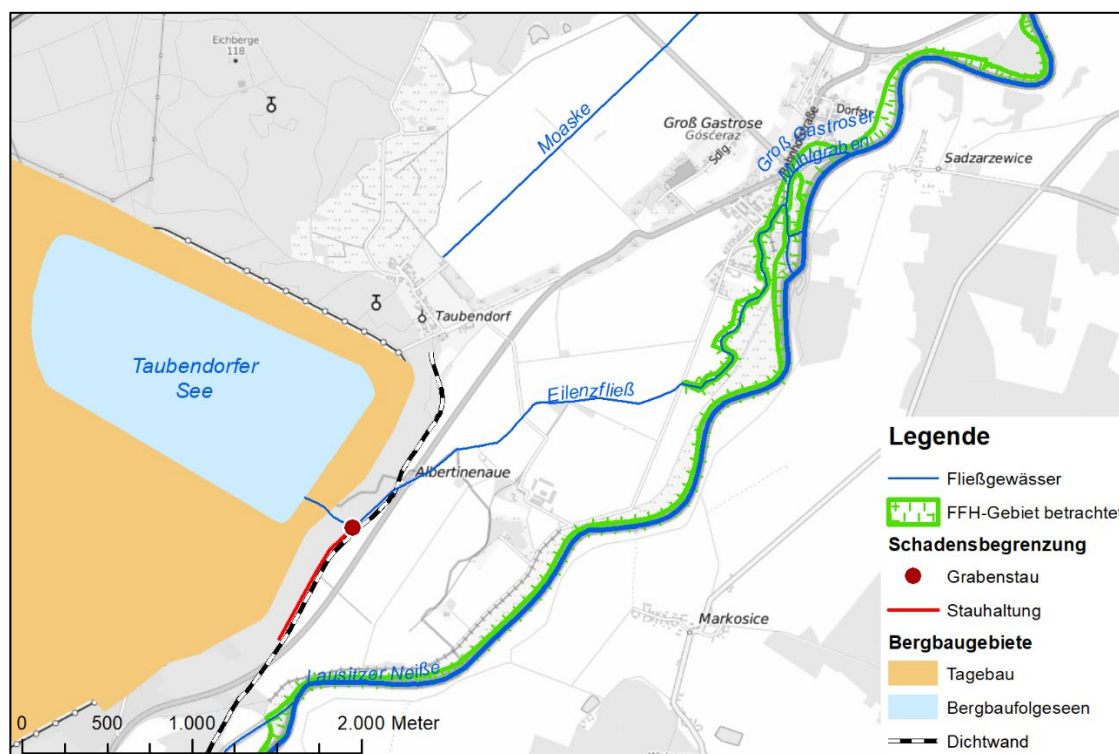 Eichberge
118
Moaske
Groß Gastrose
Gósćeraz
Sdlg.
Dorfstr.
Bahnhofstraße
Groß Gastroser
Mühlgraben
Sadzarzewice
Taubendorf
Taubendorfer
See
Eilenzfließ
Albertinenaue
Markosice
Lausitzer Neiße
0 500 1.000 2.000 Meter
Legende
Fließgewässer
FFH-Gebiet betrachtet
Schadensbegrenzung
Grabenstau
Stauhaltung
Bergbaugebiete
Tagebau
Bergbaufolgeseen
Dichtwand